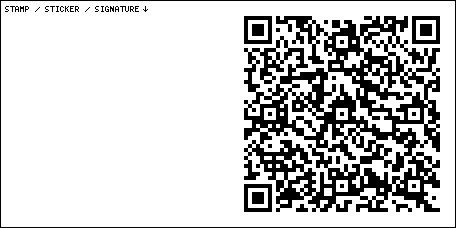 STAMP / STICKER / SIGNATURE ↓